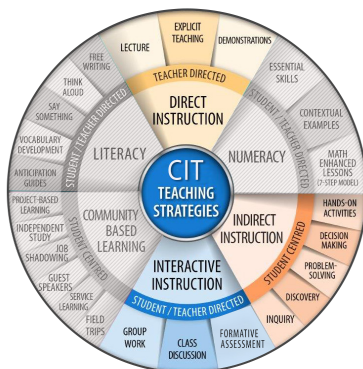 CIT
TEACHING
STRATEGIES
TEACHER DIRECTED
DIRECT
INSTRUCTION
LECTURE
EXPLICIT
TEACHING
DEMONSTRATIONS
STUDENT / TEACHER DIRECTED
NUMERACY
ESSENTIAL
SKILLS
CONTEXTUAL
EXAMPLES
MATH
ENHANCED
LESSONS
(7-STEP MODEL)
STUDENT CENTRED
INDIRECT
INSTRUCTION
HANDS-ON
ACTIVITIES
DECISION
MAKING
PROBLEM-
SOLVING
DISCOVERY
INQUIRY
STUDENT / TEACHER DIRECTED
INTERACTIVE
INSTRUCTION
FORMATIVE
ASSESSMENT
CLASS
DISCUSSION
GROUP
WORK
STUDENT CENTRED
COMMUNITY
BASED
LEARNING
FIELD
TRIPS
SERVICE
LEARNING
GUEST
SPEAKERS
JOB
SHADOWING
INDEPENDENT
STUDY
PROJECT-BASED
LEARNING
STUDENT / TEACHER DIRECTED
LITERACY
ANTICIPATION
GUIDES
VOCABULARY
DEVELOPMENT
SAY
SOMETHING
THINK
ALOUD
FREE
WRITING